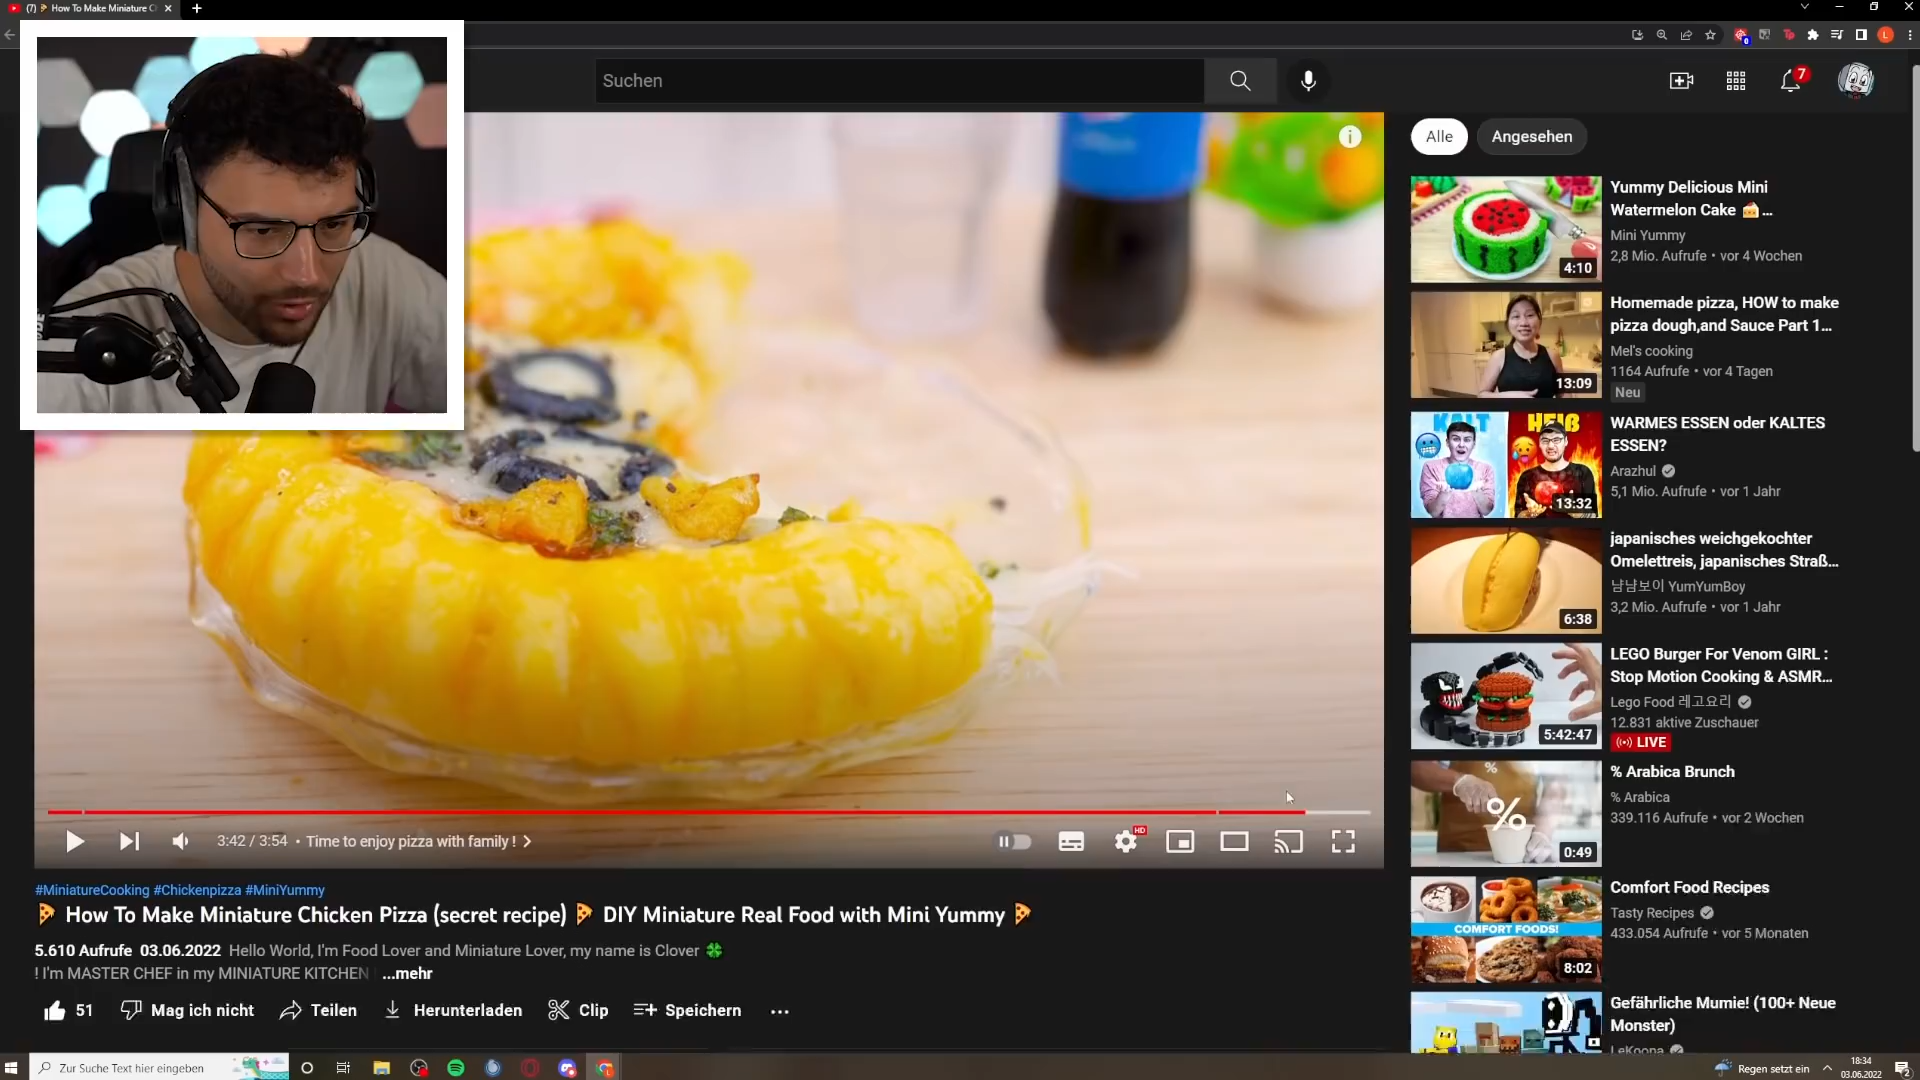 (7) 🍕 How To Make Miniature C
Suchen
7
0
L
Alle
Angesehen
Yummy Delicious Mini
Watermelon Cake 🍰 ...
Mini Yummy
2,8 Mio. Aufrufe • vor 4 Wochen
4:10
Homemade pizza, HOW to make
pizza dough,and Sauce Part 1...
Mel's cooking
1164 Aufrufe • vor 4 Tagen
Neu
13:09
KALT
HEIß
WARMES ESSEN oder KALTES
ESSEN?
Arazhul
5,1 Mio. Aufrufe • vor 1 Jahr
13:32
japanisches weichgekochter
Omelettreis, japanisches Straß...
냠냠보이 YumYumBoy
3,2 Mio. Aufrufe • vor 1 Jahr
6:38
LEGO Burger For Venom GIRL :
Stop Motion Cooking & ASMR...
Lego Food 레고요리
12.831 aktive Zuschauer
LIVE
5:42:47
% Arabica Brunch
% Arabica
339.116 Aufrufe • vor 2 Wochen
%
%
0:49
Comfort Food Recipes
Tasty Recipes
433.054 Aufrufe • vor 5 Monaten
COMFORT FOODS!
8:02
Gefährliche Mumie! (100+ Neue
Monster)
LeKoopa
3:42 / 3:54 • Time to enjoy pizza with family ! >
HD
#MiniatureCooking #Chickenpizza #MiniYummy
🍕 How To Make Miniature Chicken Pizza (secret recipe) 🍕 DIY Miniature Real Food with Mini Yummy 🍕
5.610 Aufrufe 03.06.2022 Hello World, I'm Food Lover and Miniature Lover, my name is Clover 🍀
! I'm MASTER CHEF in my MINIATURE KITCHEN ...mehr
51
Mag ich nicht
Teilen
Herunterladen
Clip
Speichern
...
Zur Suche Text hier eingeben
Regen setzt ein
18:34
03.06.2022
2